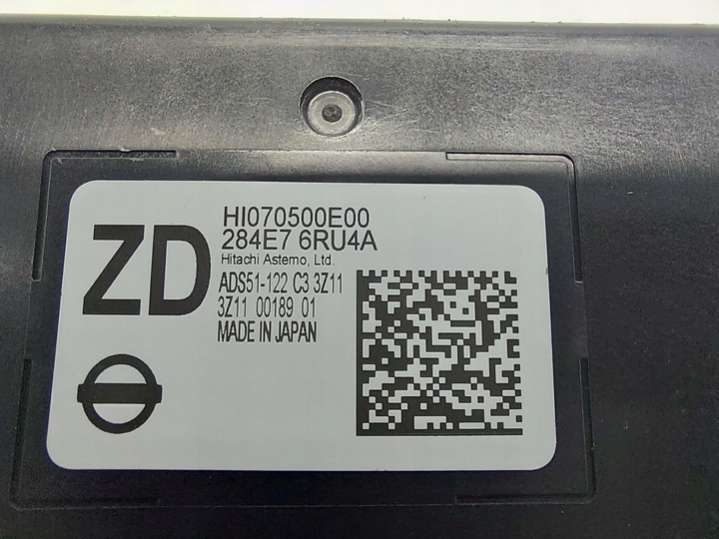 ZD
HI070500E00
284E7 6RU4A
Hitachi Astemo, Ltd.
ADS51-122 C3 3Z11
3Z11 00189 01
MADE IN JAPAN